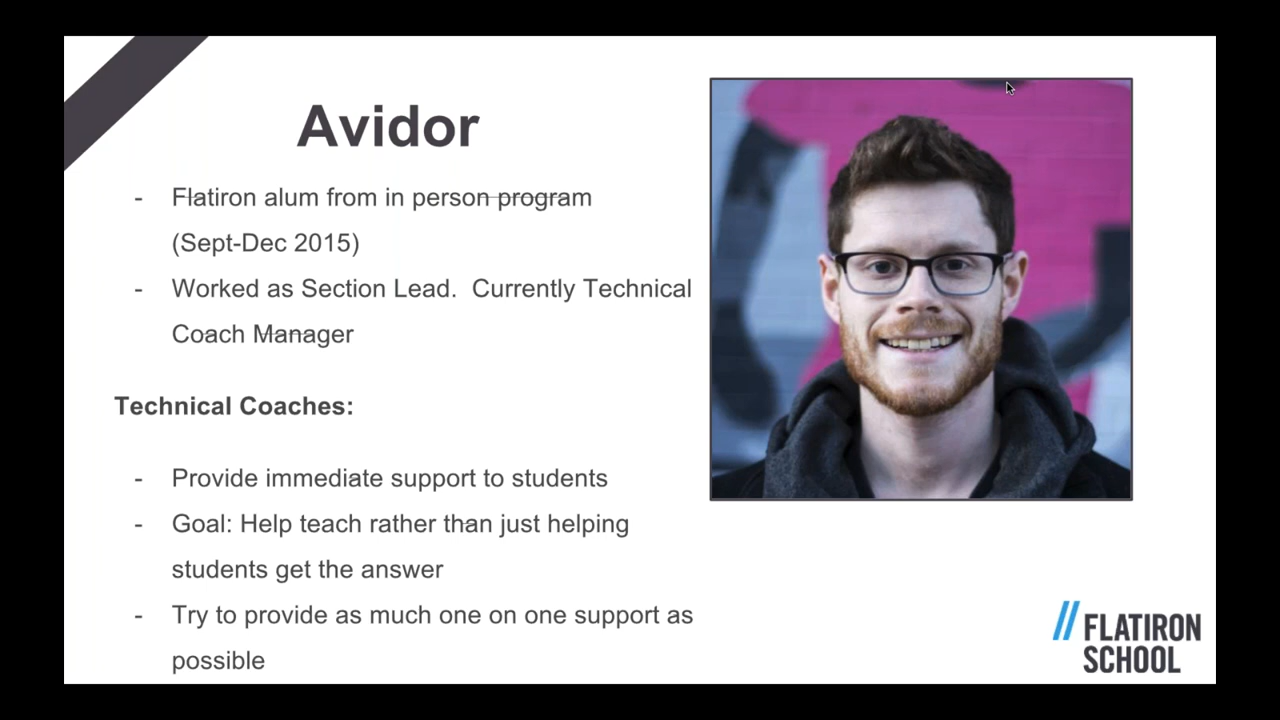 Avidor
- Flatiron alum from in person program
(Sept-Dec 2015)
- Worked as Section Lead.  Currently Technical
Coach Manager
Technical Coaches:
- Provide immediate support to students
- Goal: Help teach rather than just helping
students get the answer
- Try to provide as much one on one support as
possible
// FLATIRON
SCHOOL